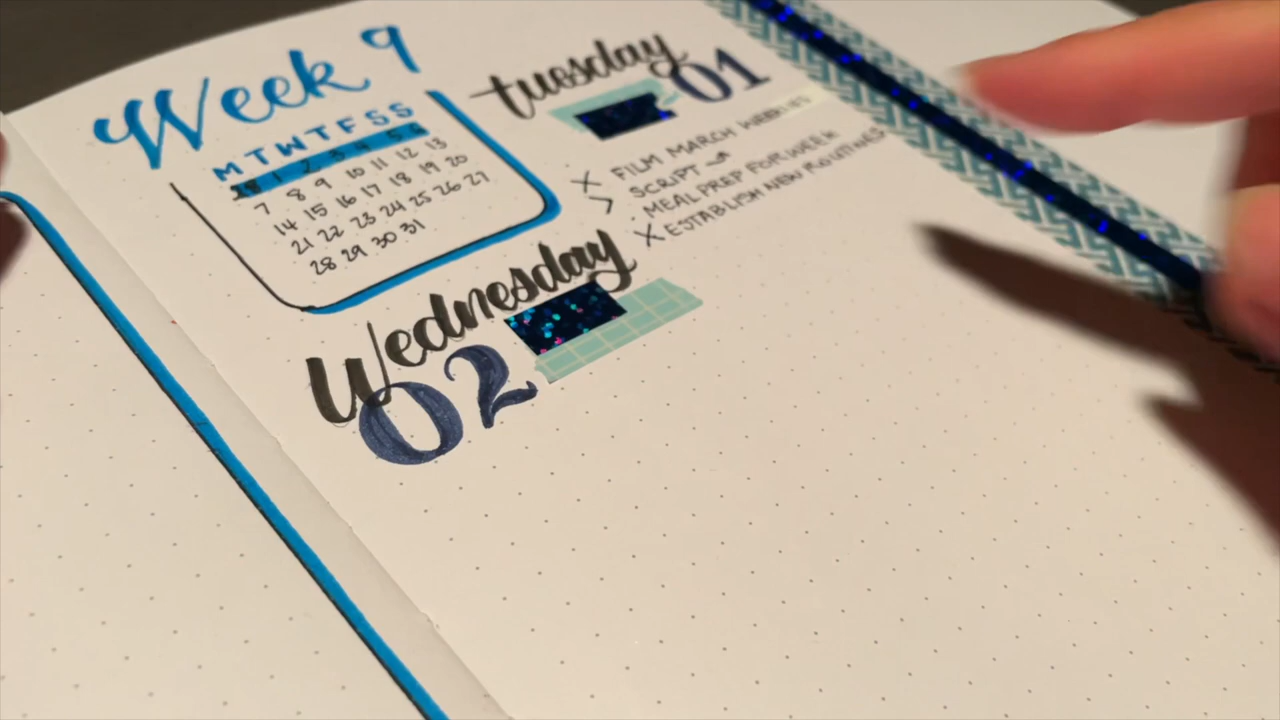 Week 9
M T W T F S S
28 1 2 3 4 5 6
7 8 9 10 11 12 13
14 15 16 17 18 19 20
21 22 23 24 25 26 27
28 29 30 31
tuesday 01
X FILM MARCH WEEKLIES
> SCRIPT
· MEAL PREP FOR WEEK
X ESTABLISH NEW ROUTINES
Wednesday
02